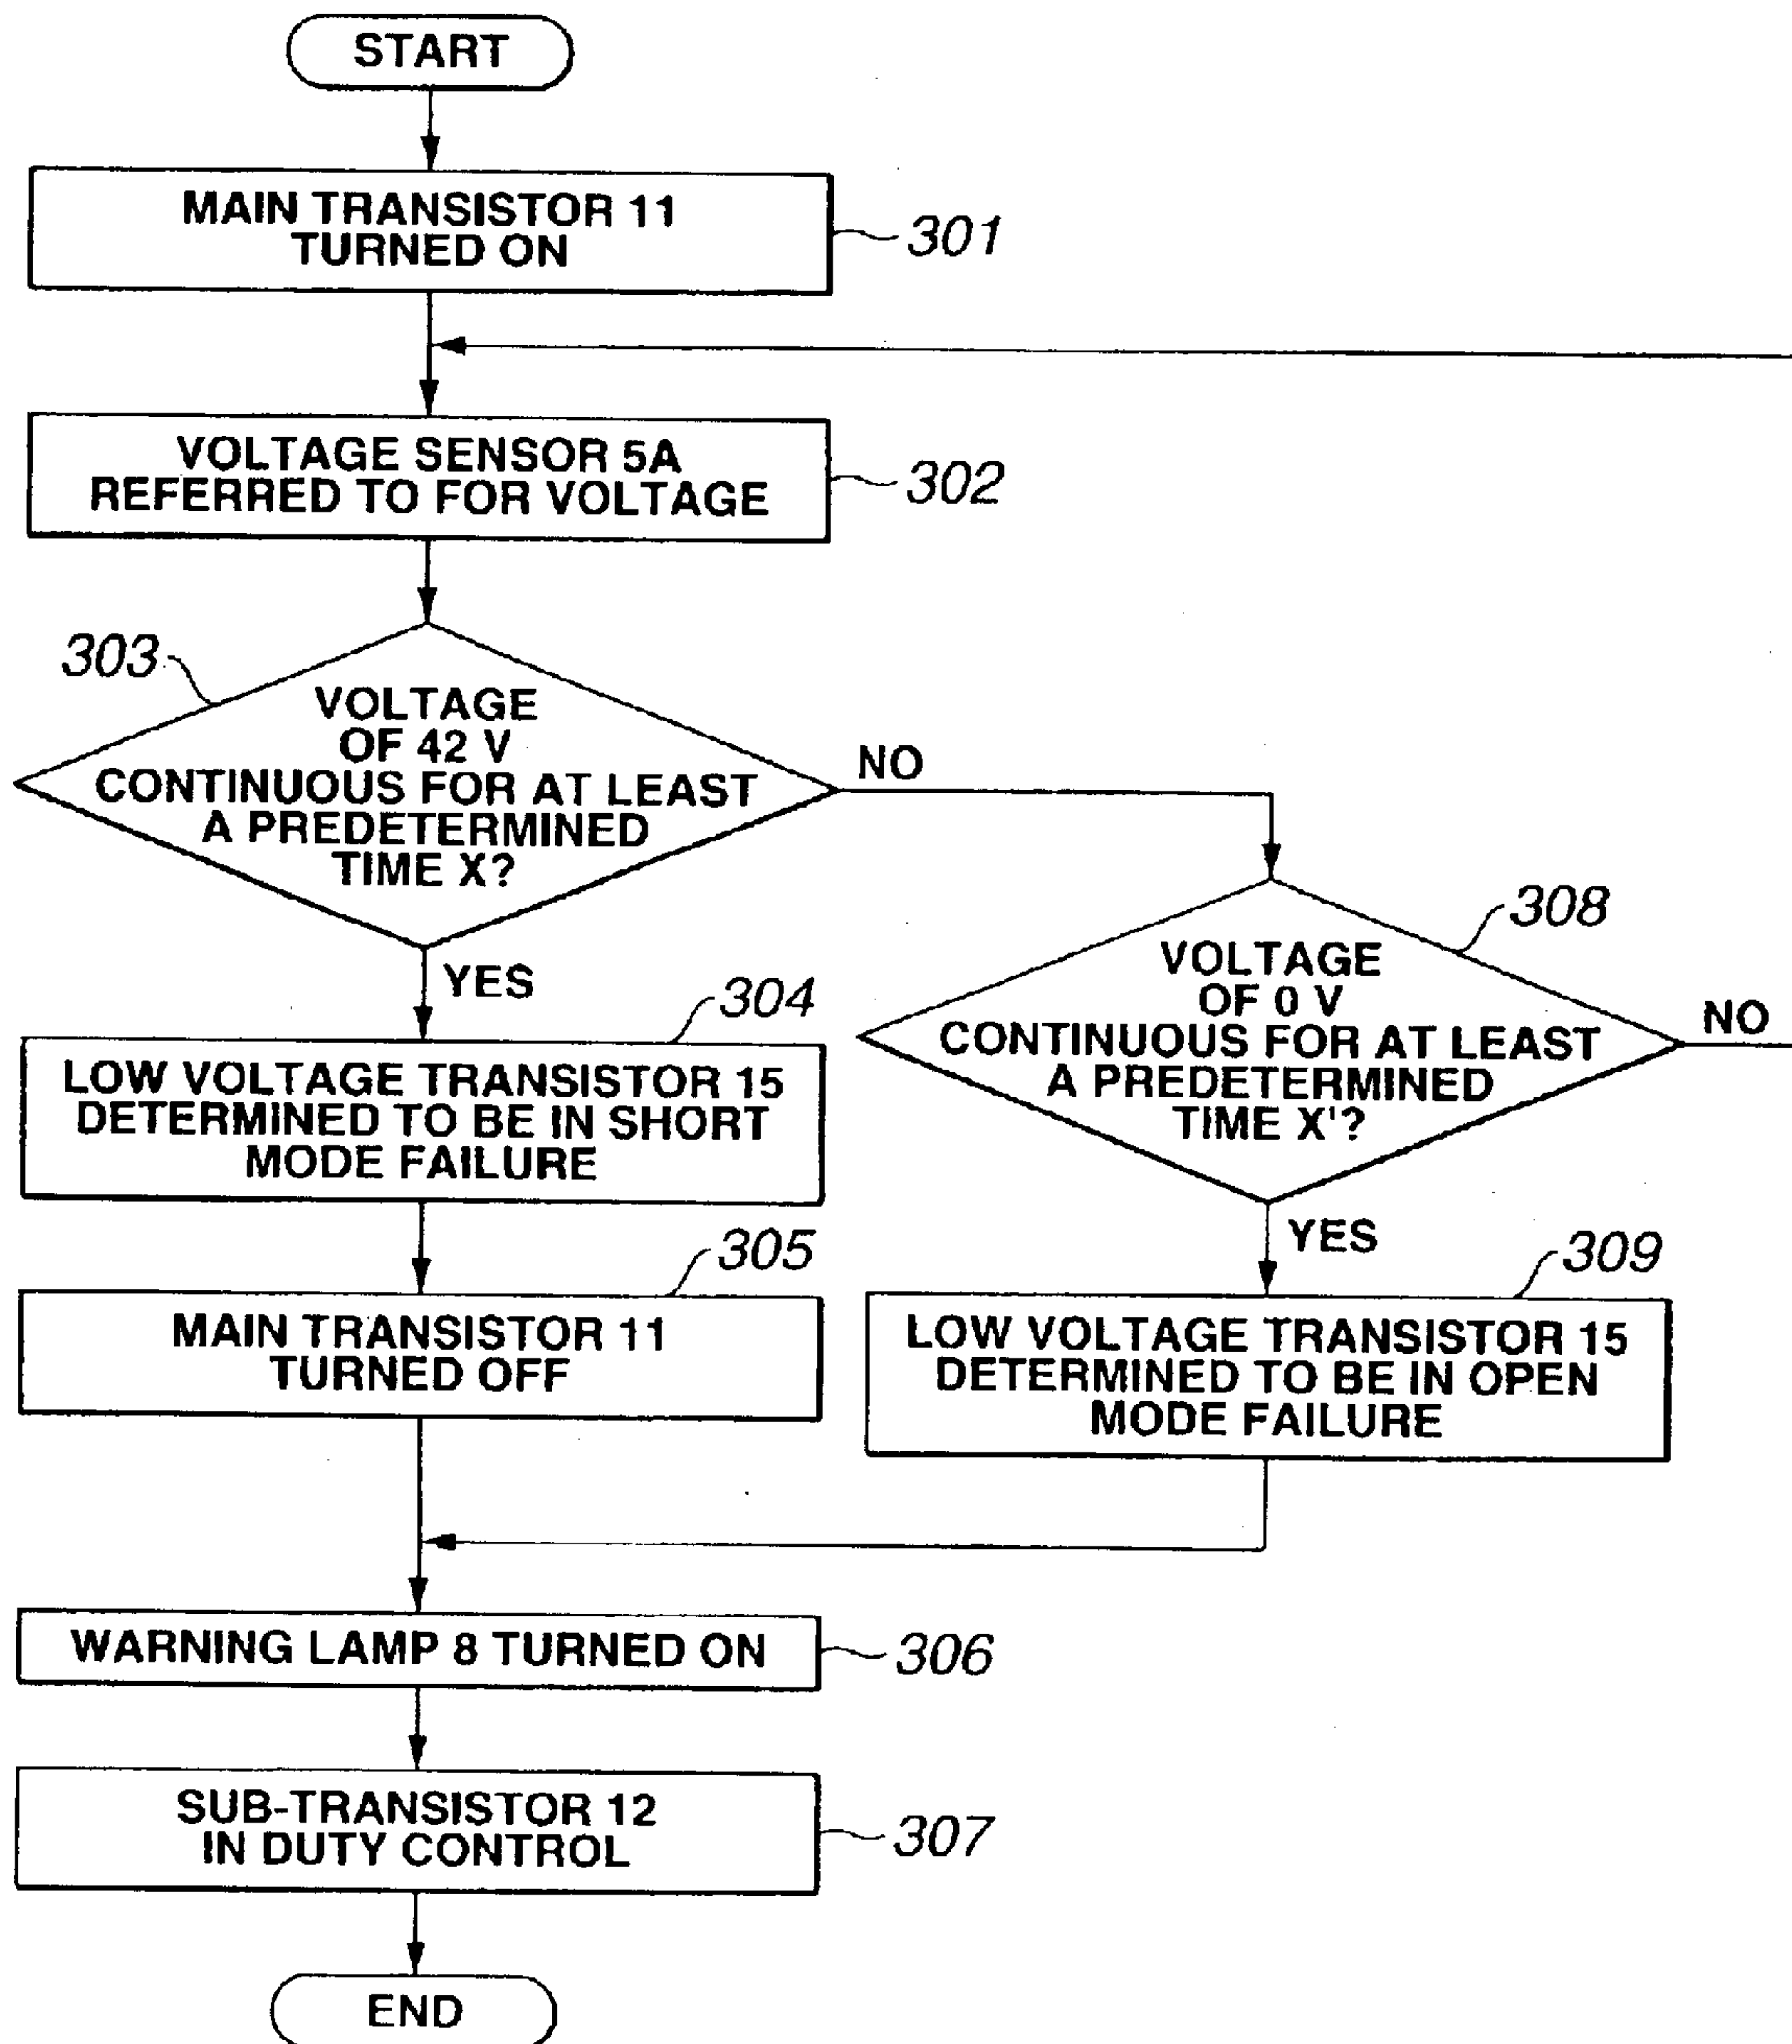 START
MAIN TRANSISTOR 11
TURNED ON
301
VOLTAGE SENSOR 5A
REFERRED TO FOR VOLTAGE
302
303
VOLTAGE
OF 42 V
CONTINUOUS FOR AT LEAST
A PREDETERMINED
TIME X?
NO
YES
308
VOLTAGE
OF 0 V
CONTINUOUS FOR AT LEAST
A PREDETERMINED
TIME X'?
NO
YES
304
LOW VOLTAGE TRANSISTOR 15
DETERMINED TO BE IN SHORT
MODE FAILURE
305
MAIN TRANSISTOR 11
TURNED OFF
309
LOW VOLTAGE TRANSISTOR 15
DETERMINED TO BE IN OPEN
MODE FAILURE
WARNING LAMP 8 TURNED ON
306
SUB-TRANSISTOR 12
IN DUTY CONTROL
307
END